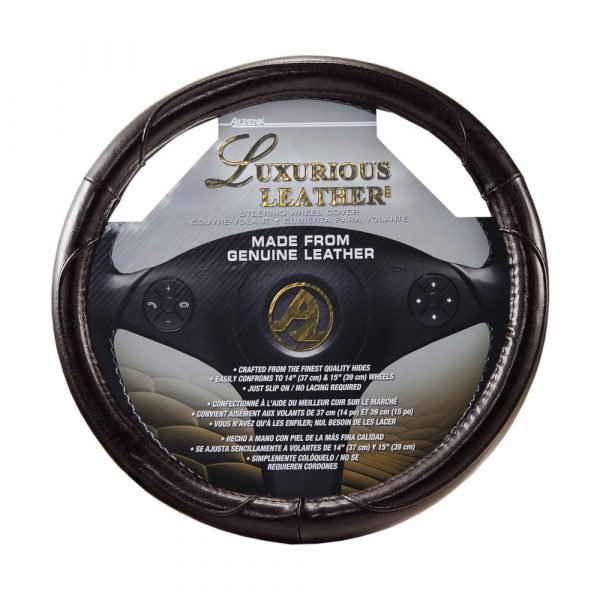 ALPENA
LUXURIOUS
LEATHER
STEERING WHEEL COVER
COUVRE-VOLANT • CUBIERTA PARA VOLANTE
MADE FROM
GENUINE LEATHER
• CRAFTED FROM THE FINEST QUALITY HIDES
• EASILY CONFROMS TO 14" (37 cm) & 15" (39 cm) WHEELS
• JUST SLIP ON / NO LACING REQUIRED
• CONFECTIONNÉ À L'AIDE DU MEILLEUR CUIR SUR LE MARCHÉ
• CONVIENT AISÉMENT AUX VOLANTS DE 37 cm (14 po) ET 39 cm (15 po)
• VOUS N'AVEZ QU'À LES ENFILER; NUL BESOIN DE LES LACER
• HECHO A MANO CON PIEL DE LA MÁS FINA CALIDAD
• SE AJUSTA SENCILLAMENTE A VOLANTES DE 14" (37 cm) Y 15" (39 cm)
• SIMPLEMENTE COLÓQUELO / NO SE
REQUIEREN CORDONES